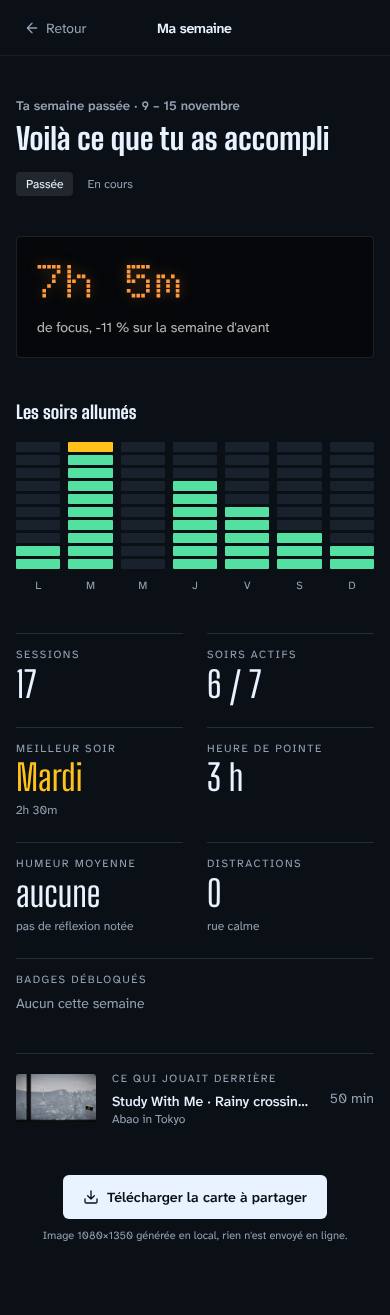 Retour
Ma semaine
Ta semaine passée · 9 – 15 novembre
Voilà ce que tu as accompli
Passée
En cours
7h 5m
de focus, -11 % sur la semaine d'avant
Les soirs allumés
L M M J V S D
SESSIONS
17
SOIRS ACTIFS
6 / 7
MEILLEUR SOIR
Mardi
2h 30m
HEURE DE POINTE
3 h
HUMEUR MOYENNE
aucune
pas de réflexion notée
DISTRACTIONS
0
rue calme
BADGES DÉBLOQUÉS
Aucun cette semaine
CE QUI JOUAIT DERRIÈRE
Study With Me · Rainy crossin...
50 min
Abao in Tokyo
Télécharger la carte à partager
Image 1080×1350 générée en local, rien n'est envoyé en ligne.